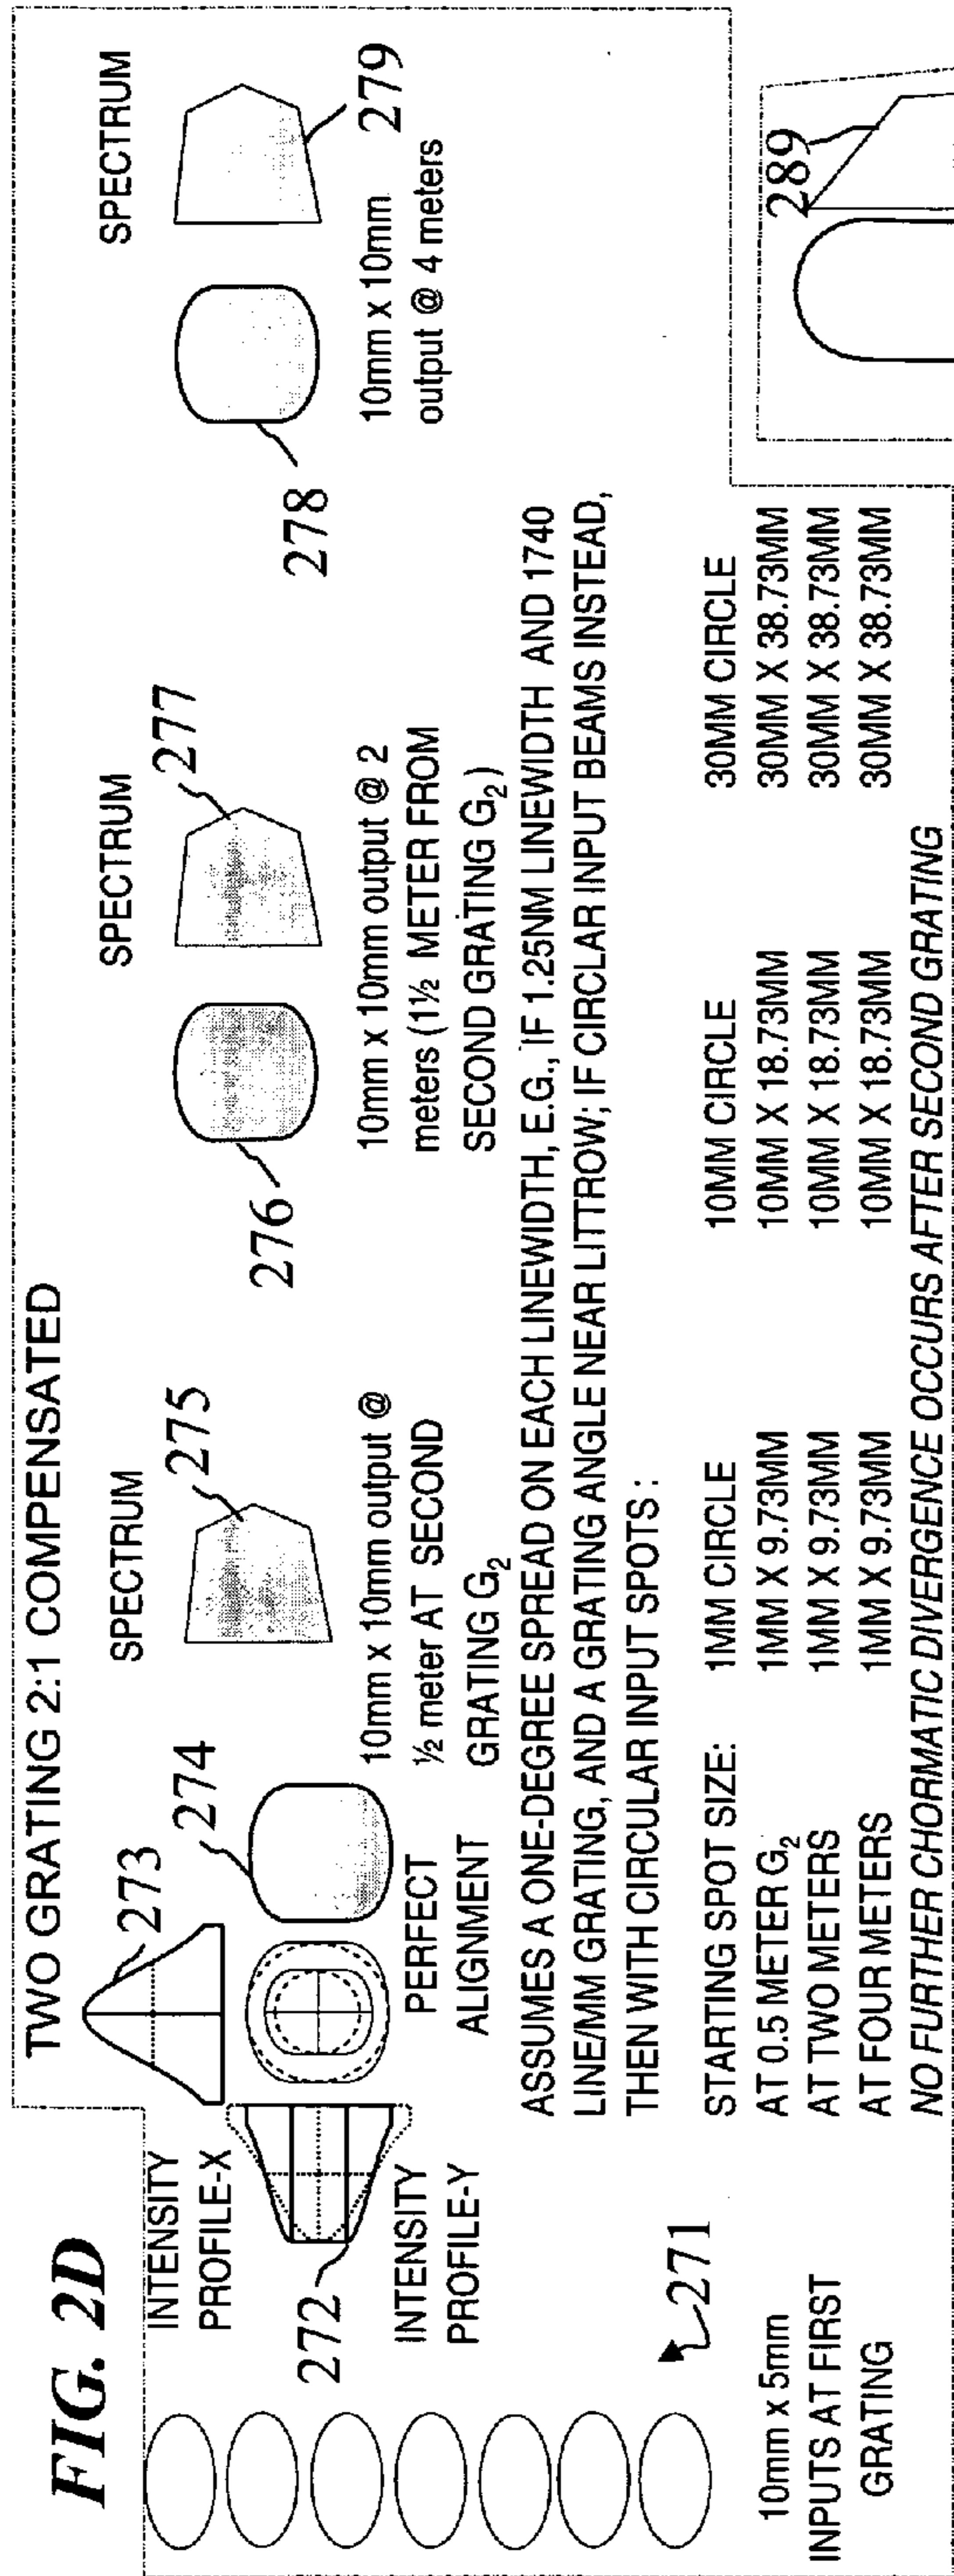 FIG. 2D
TWO GRATING 2:1 COMPENSATED
INTENSITY
PROFILE-X
273
274
272
INTENSITY
PROFILE-Y
PERFECT
ALIGNMENT
271
10mm x 5mm
INPUTS AT FIRST
GRATING
SPECTRUM
275
10mm x 10mm output @
½ meter AT SECOND
GRATING G₂
SPECTRUM
277
276
10mm x 10mm output @ 2
meters (1½ METER FROM
SECOND GRATING G₂)
SPECTRUM
279
278
10mm x 10mm
output @ 4 meters
ASSUMES A ONE-DEGREE SPREAD ON EACH LINEWIDTH, E.G., IF 1.25NM LINEWIDTH AND 1740
LINE/MM GRATING, AND A GRATING ANGLE NEAR LITTROW; IF CIRCLAR INPUT BEAMS INSTEAD,
THEN WITH CIRCULAR INPUT SPOTS :
STARTING SPOT SIZE: 1MM CIRCLE 10MM CIRCLE 30MM CIRCLE
AT 0.5 METER G₂ 1MM X 9.73MM 10MM X 18.73MM 30MM X 38.73MM
AT TWO METERS 1MM X 9.73MM 10MM X 18.73MM 30MM X 38.73MM
AT FOUR METERS 1MM X 9.73MM 10MM X 18.73MM 30MM X 38.73MM
NO FURTHER CHORMATIC DIVERGENCE OCCURS AFTER SECOND GRATING
289